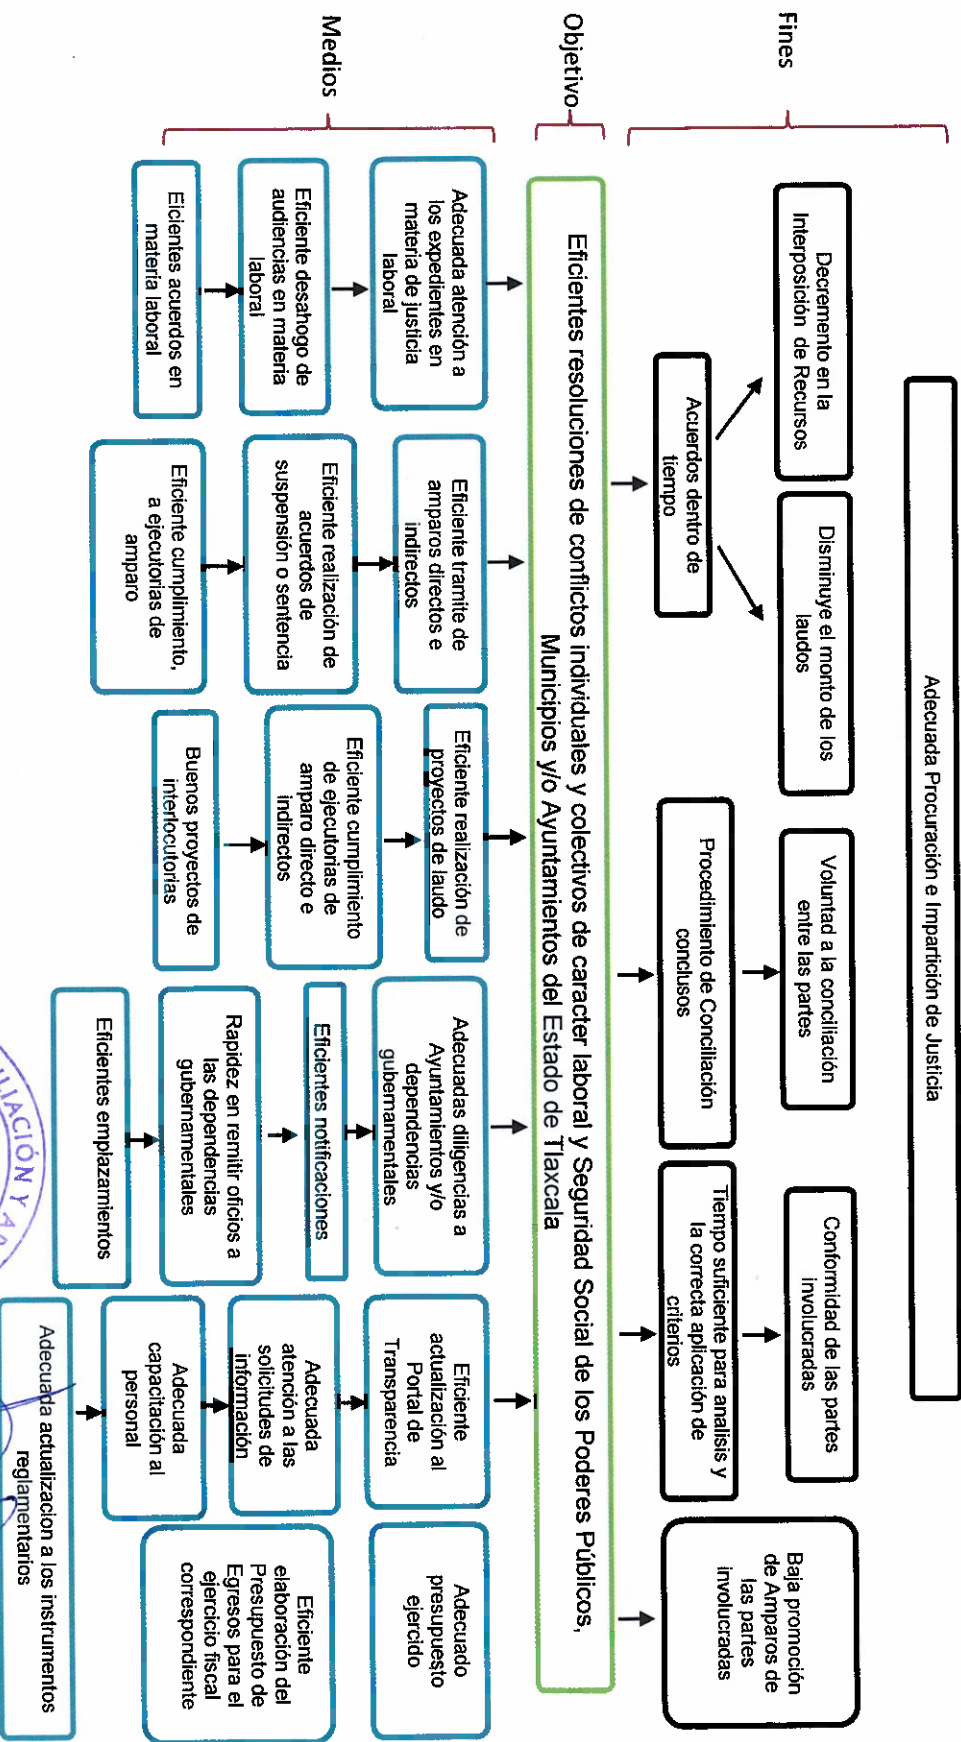 Fines
Adecuada Procuración e Impartición de Justicia
Decremento en la
Interposición de Recursos
Disminuye el monto de los
laudos
Voluntad a la conciliación
entre las partes
Conformidad de las partes
involucradas
Baja promoción
de Amparos de
las partes
involucradas
Acuerdos dentro de
tiempo
Procedimiento de Conciliación
conclusos
Tiempo suficiente para analisis y
la correcta aplicación de
criterios
Objetivo
Eficientes resoluciones de conflictos individuales y colectivos de caracter laboral y Seguridad Social de los Poderes Públicos,
Municipios y/o Ayuntamientos del Estado de Tlaxcala
Medios
Adecuada atención a
los expedientes en
materia de justicia
laboral
Eficiente tramite de
amparos directos e
indirectos
Eficiente realización de
proyectos de laudo
Adecuadas diligencias a
Ayuntamientos y/o
dependencias
gubernamentales
Eficiente
actualización al
Portal de
Transparencia
Adecuado
presupuesto
ejercido
Eficiente desahogo de
audiencias en materia
laboral
Eficiente realización de
acuerdos de
suspensión o sentencia
Eficiente cumplimiento
de ejecutorias de
amparo directo e
indirectos
Eficientes notificaciones
Adecuada
atención a las
solicitudes de
información
Eficiente
elaboración del
Presupuesto de
Egresos para el
ejercicio fiscal
correspondiente
Eicientes acuerdos en
materia laboral
Eficiente cumplimiento,
a ejecutorias de
amparo
Buenos proyectos de
interlocutorias
Rapidez en remitir oficios a
las dependencias
gubernamentales
Adecuada
capacitación al
personal
Eficientes emplazamientos
Adecuada actualizacion a los instrumentos
reglamentarios